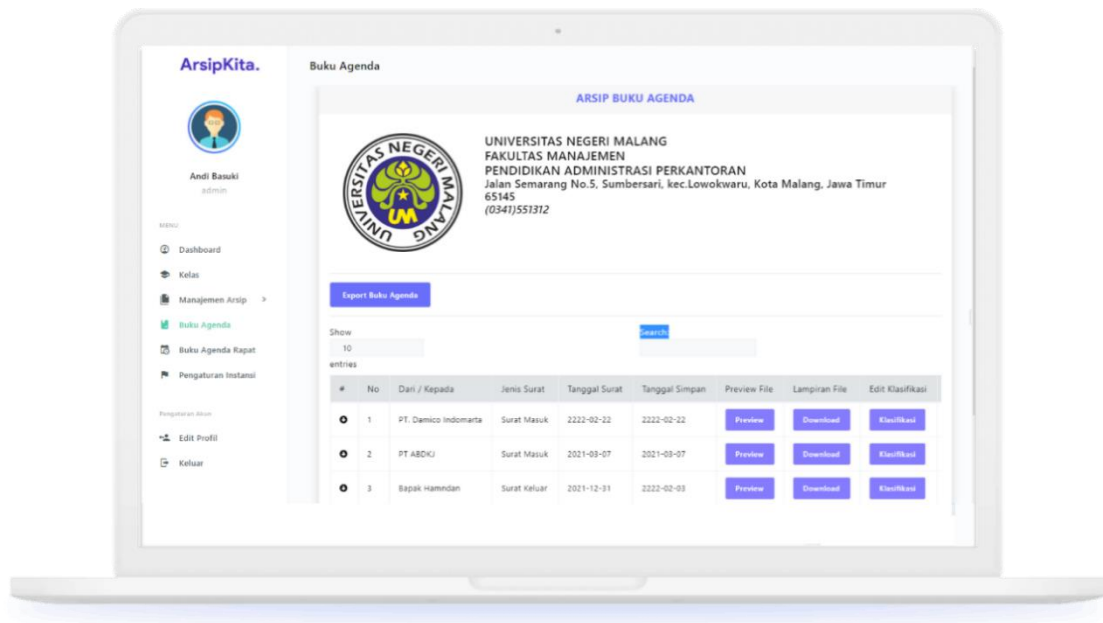 ArsipKita.
Andi Basuki
admin
MENU
Dashboard
Kelas
Manajemen Arsip >
Buku Agenda
Buku Agenda Rapat
Pengaturan Instansi
Pengaturan Akun
Edit Profil
Keluar
Buku Agenda
ARSIP BUKU AGENDA
UNIVERSITAS NEGERI MALANG
UM
UNIVERSITAS NEGERI MALANG
FAKULTAS MANAJEMEN
PENDIDIKAN ADMINISTRASI PERKANTORAN
Jalan Semarang No.5, Sumbersari, kec.Lowokwaru, Kota Malang, Jawa Timur
65145
(0341)551312
Export Buku Agenda
Show
10
entries
Search:
# No Dari / Kepada Jenis Surat Tanggal Surat Tanggal Simpan Preview File Lampiran File Edit Klasifikasi
1 PT. Damico Indomarta Surat Masuk 2222-02-22 2222-02-22 Preview Download Klasifikasi
2 PT ABDKJ Surat Masuk 2021-03-07 2021-03-07 Preview Download Klasifikasi
3 Bapak Hamndan Surat Keluar 2021-12-31 2222-02-03 Preview Download Klasifikasi